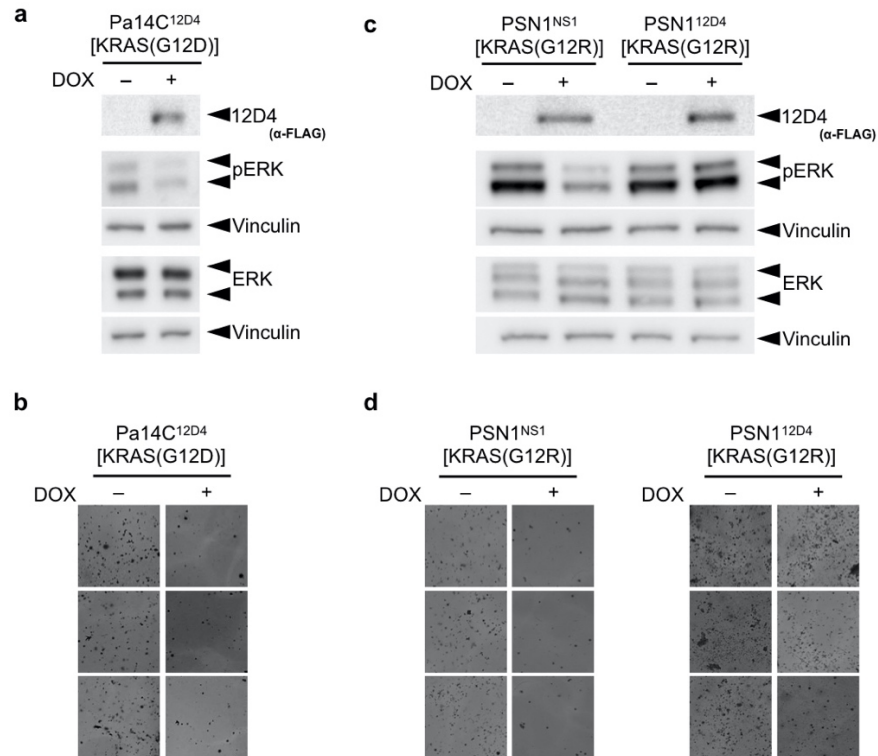 a
Pa14C12D4
[KRAS(G12D)]
DOX – +
12D4
(α-FLAG)
pERK
Vinculin
ERK
Vinculin
c
PSN1NS1 PSN112D4
[KRAS(G12R)] [KRAS(G12R)]
DOX – + – +
12D4
(α-FLAG)
pERK
Vinculin
ERK
Vinculin
b
Pa14C12D4
[KRAS(G12D)]
DOX – +
d
PSN1NS1
[KRAS(G12R)]
DOX – +
PSN112D4
[KRAS(G12R)]
DOX – +